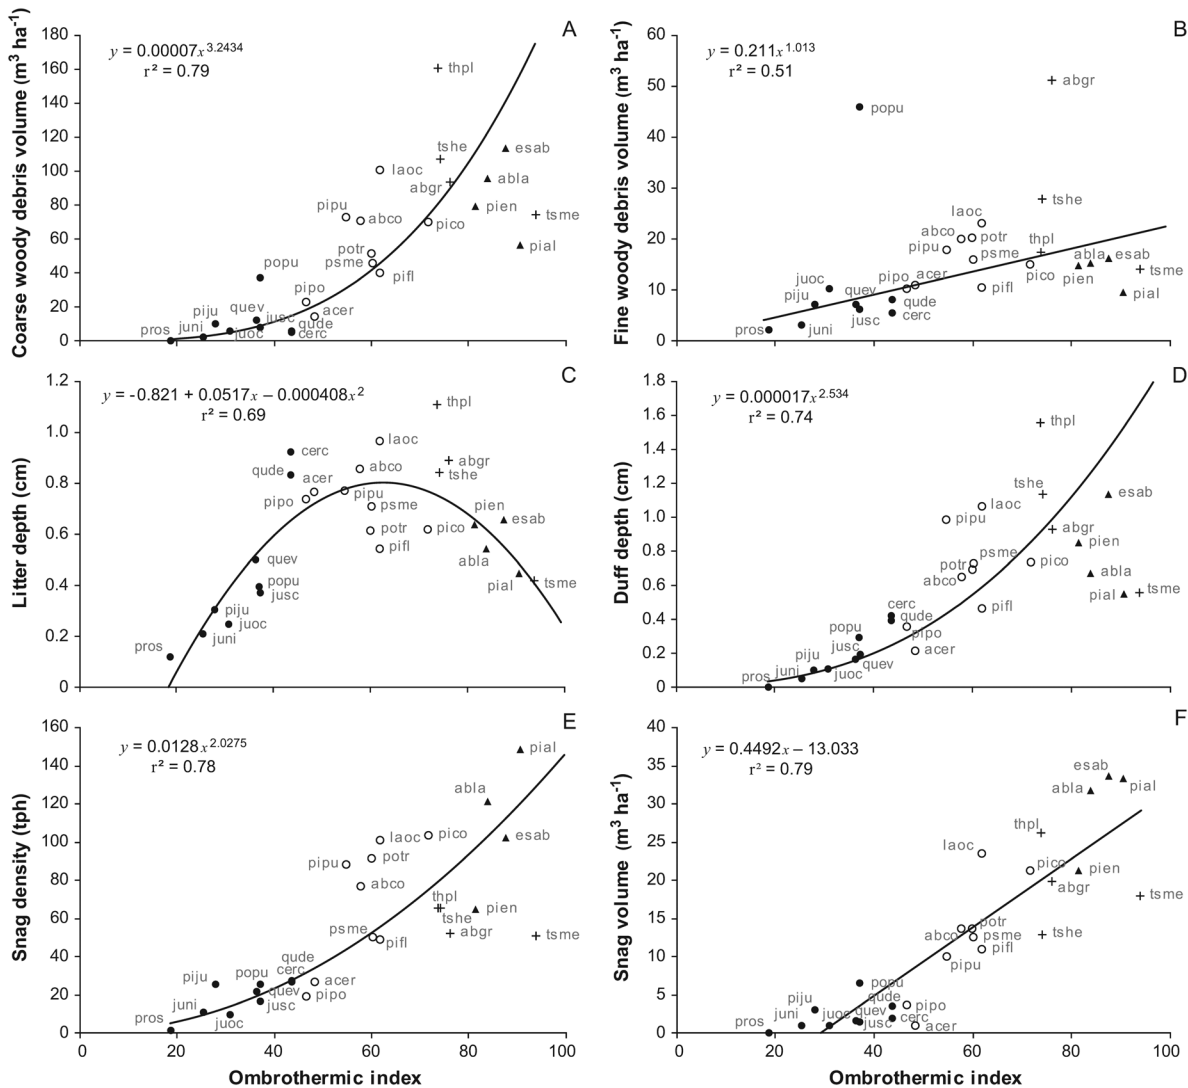 A
Coarse woody debris volume (m³ ha⁻¹)
y = 0.00007x^3.2434
r² = 0.79
180
160
140
120
100
80
60
40
20
0
thpl
esab
tshe
laoc
abla
abgr
pien
pipu
abco
pico
tsme
potr
psme
pial
popu
pifl
pipo
quev
acer
piju
jusc
qude
juni
pros
juoc
cerc
B
Fine woody debris volume (m³ ha⁻¹)
y = 0.211x^1.013
r² = 0.51
60
50
40
30
20
10
0
abgr
popu
tshe
laoc
abco
potr
thpl
pipu
psme
abla
esab
juoc
pipo
acer
pico
pien
tsme
piju
quev
pifl
pial
qude
jusc
cerc
pros
juni
C
Litter depth (cm)
y = -0.821 + 0.0517x − 0.000408x²
r² = 0.69
1.2
1.0
0.8
0.6
0.4
0.2
0
thpl
cerc
laoc
qude
abco
abgr
acer
tshe
pipo
pipu
psme
pien
esab
potr
pico
quev
pifl
abla
popu
pial
tsme
jusc
piju
juoc
juni
pros
D
Duff depth (cm)
y = 0.000017x^2.534
r² = 0.74
1.8
1.6
1.4
1.2
1.0
0.8
0.6
0.4
0.2
0
thpl
tshe
esab
laoc
pipu
abgr
pien
psme
potr
pico
abco
abla
cerc
pifl
pial
tsme
qude
popu
pipo
jusc
acer
piju
quev
juni
juoc
pros
E
Snag density (tph)
y = 0.0128x^2.0275
r² = 0.78
160
140
120
100
80
60
40
20
0
pial
abla
laoc
pico
esab
pipu
potr
abco
thpl
pien
tshe
psme
abgr
tsme
pifl
qude
popu
cerc
piju
acer
quev
pipo
juni
jusc
pros
juoc
0
20
40
60
80
100
Ombrothermic index
F
Snag volume (m³ ha⁻¹)
y = 0.4492x − 13.033
r² = 0.79
40
35
30
25
20
15
10
5
0
esab
abla
pial
thpl
laoc
pico
pien
abgr
tsme
potr
abco
psme
tshe
pifl
pipu
popu
piju
qude
pipo
juoc
quev
cerc
pros
juni
jusc
acer
0
20
40
60
80
100
Ombrothermic index